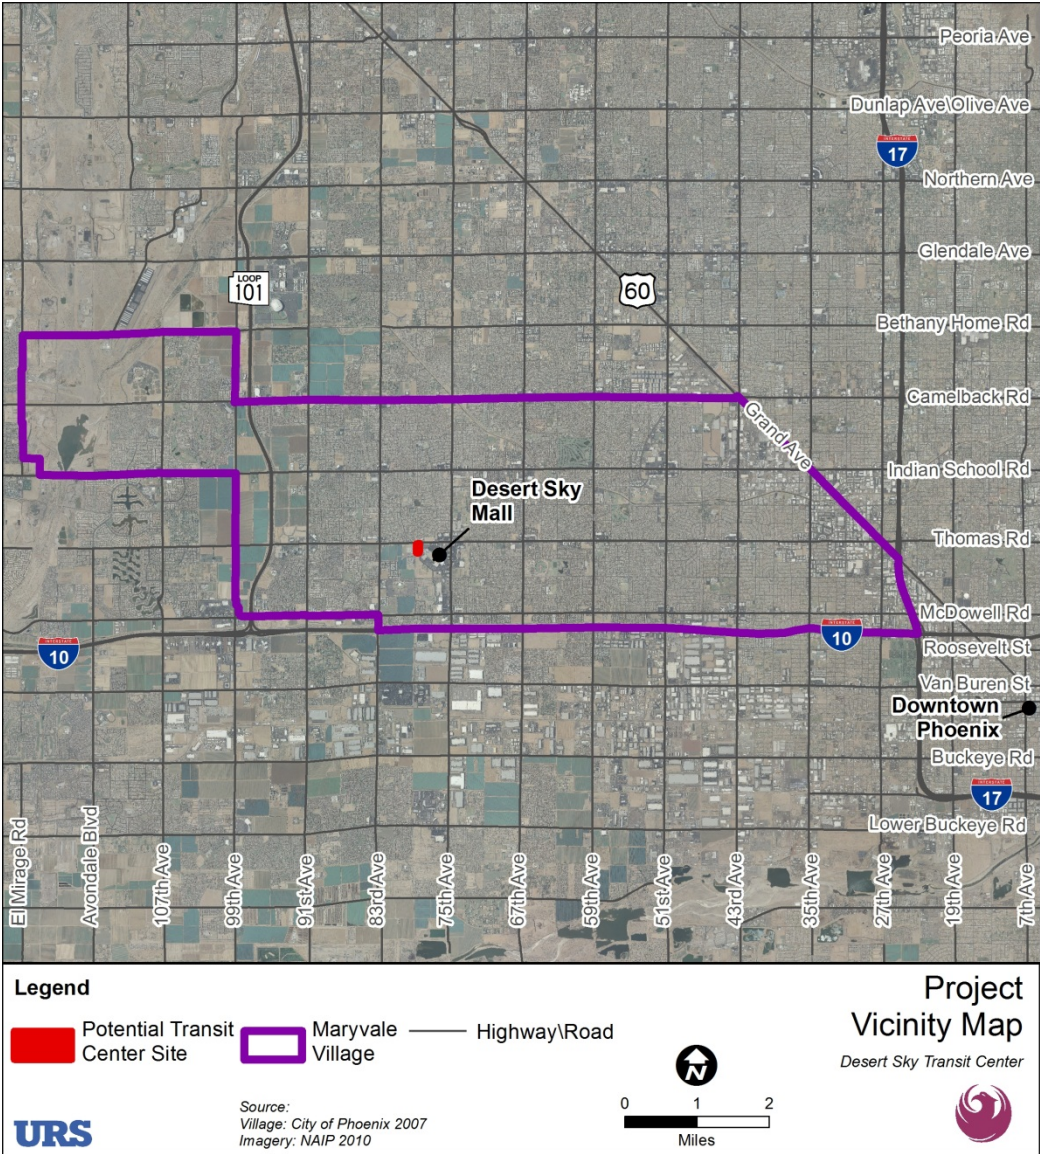 Peoria Ave
Dunlap Ave\Olive Ave
INTERSTATE
17
Northern Ave
Glendale Ave
LOOP
101
60
Bethany Home Rd
Camelback Rd
Grand Ave
Indian School Rd
Desert Sky
Mall
Thomas Rd
McDowell Rd
INTERSTATE
10
INTERSTATE
10
Roosevelt St
Van Buren St
Downtown
Phoenix
Buckeye Rd
INTERSTATE
17
Lower Buckeye Rd
El Mirage Rd
Avondale Blvd
107th Ave
99th Ave
91st Ave
83rd Ave
75th Ave
67th Ave
59th Ave
51st Ave
43rd Ave
35th Ave
27th Ave
19th Ave
7th Ave
Legend
Potential Transit
Center Site
Maryvale
Village
Highway\Road
Project
Vicinity Map
Desert Sky Transit Center
N
0 1 2
Miles
URS
Source:
Village: City of Phoenix 2007
Imagery: NAIP 2010